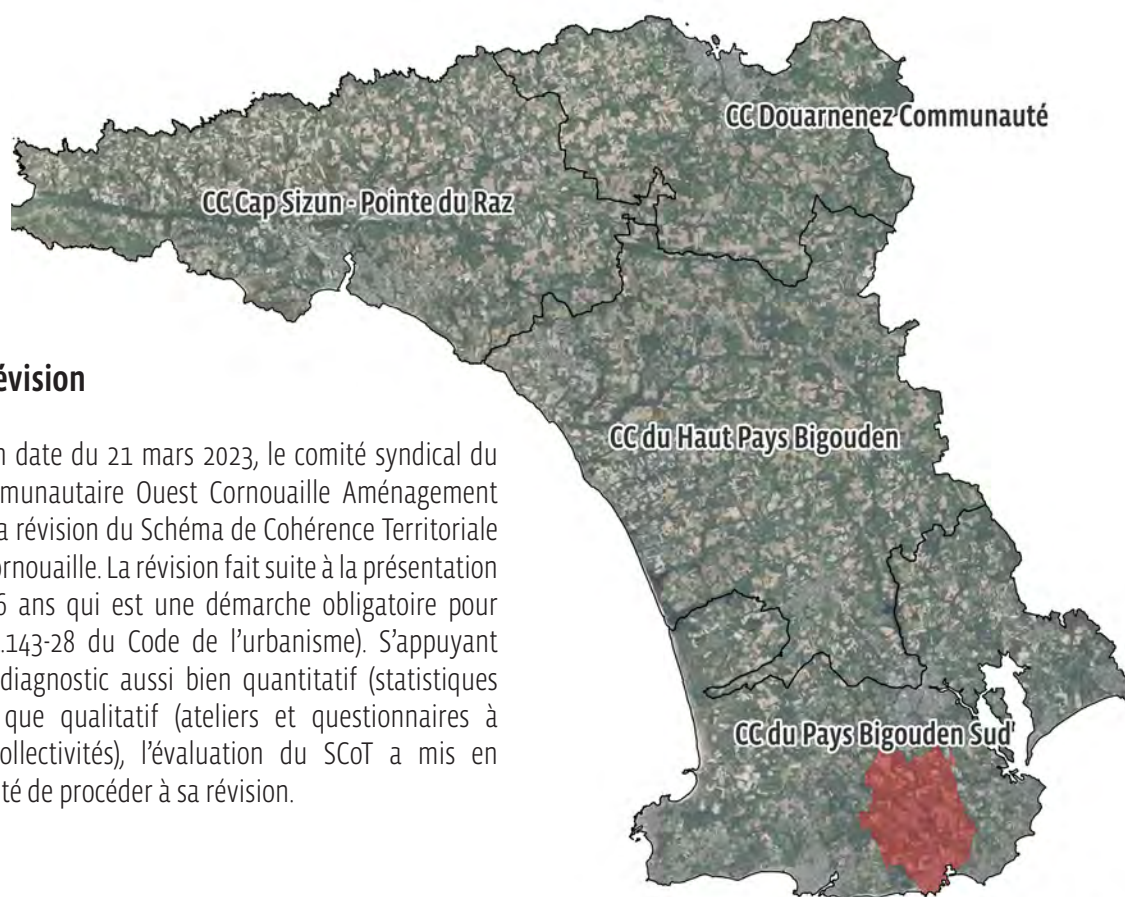 CC Douarnenez Communauté
CC Cap Sizun - Pointe du Raz
évision
CC du Haut Pays Bigouden
n date du 21 mars 2023, le comité syndical du
mmunautaire Ouest Cornouaille Aménagement
a révision du Schéma de Cohérence Territoriale
ornouaille. La révision fait suite à la présentation
6 ans qui est une démarche obligatoire pour
.143-28 du Code de l'urbanisme). S'appuyant
diagnostic aussi bien quantitatif (statistiques
que qualitatif (ateliers et questionnaires à
ollectivités), l'évaluation du SCoT a mis en
ité de procéder à sa révision.
CC du Pays Bigouden Sud